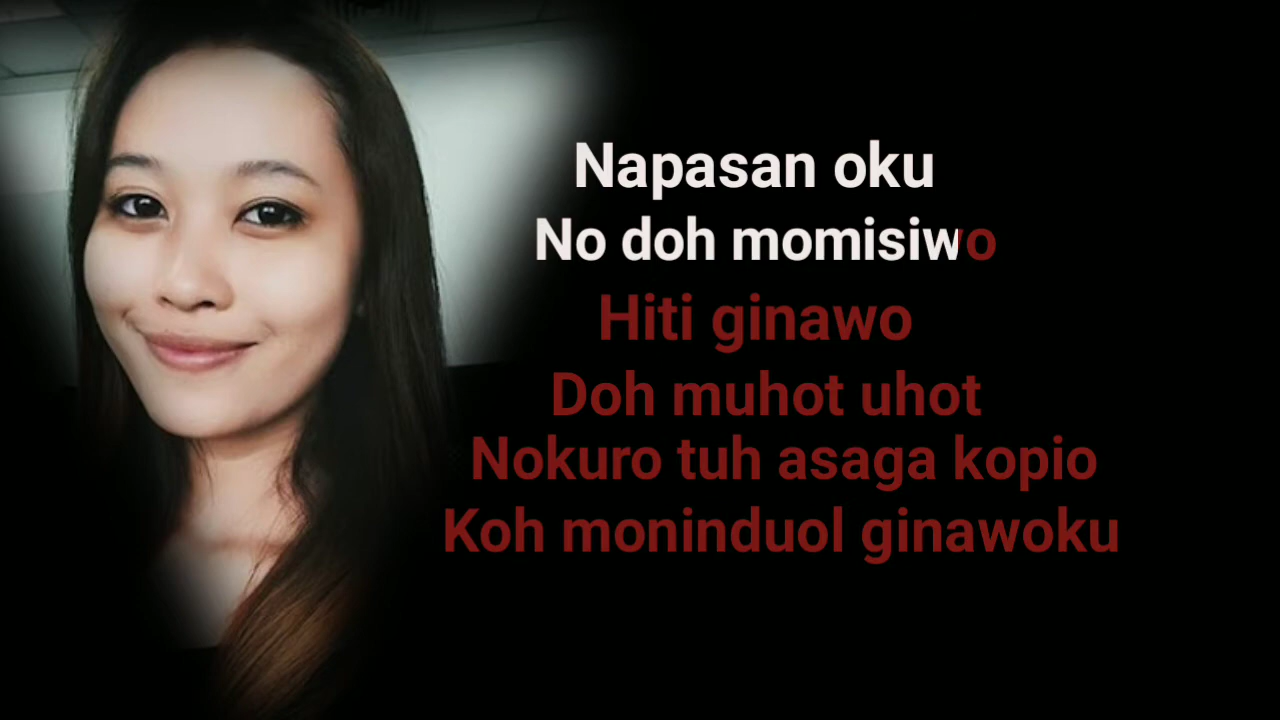 Napasan oku
No doh momisiwo
Hiti ginawo
Doh muhot uhot
Nokuro tuh asaga kopio
Koh moninduol ginawoku